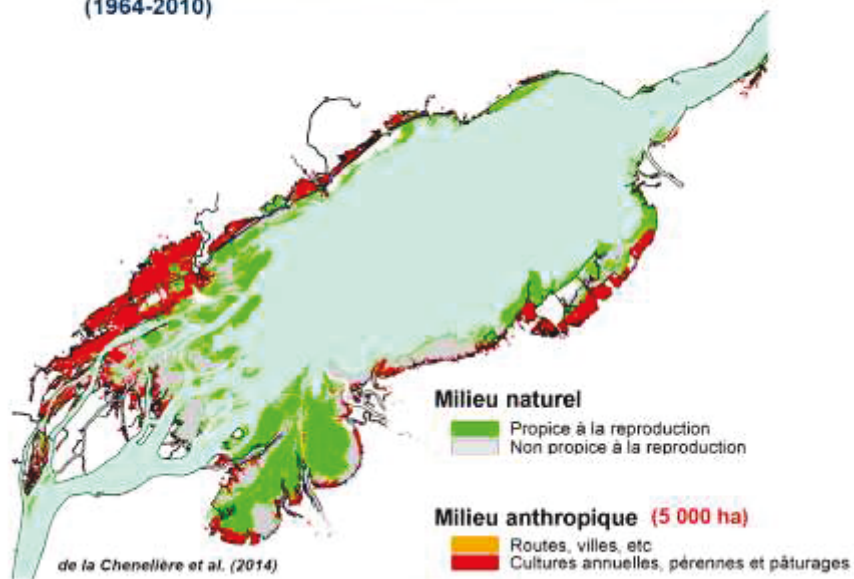 (1964-2010)
Milieu naturel
Propice à la reproduction
Non propice à la reproduction
Milieu anthropique (5 000 ha)
Routes, villes, etc
Cultures annuelles, pérennes et pâturages
de la Chenelière et al. (2014)